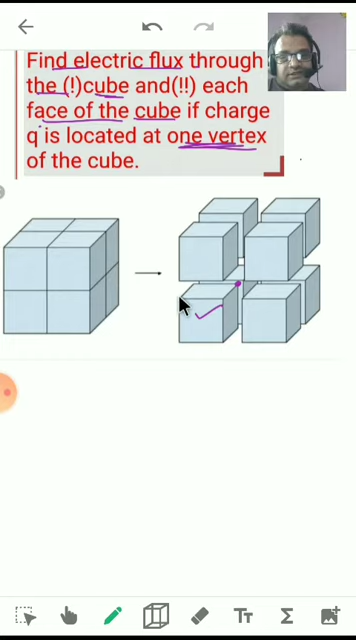 Find electric flux through
the (!)cube and(!!) each
face of the cube if charge
q is located at one vertex
of the cube.
Tт
Σ